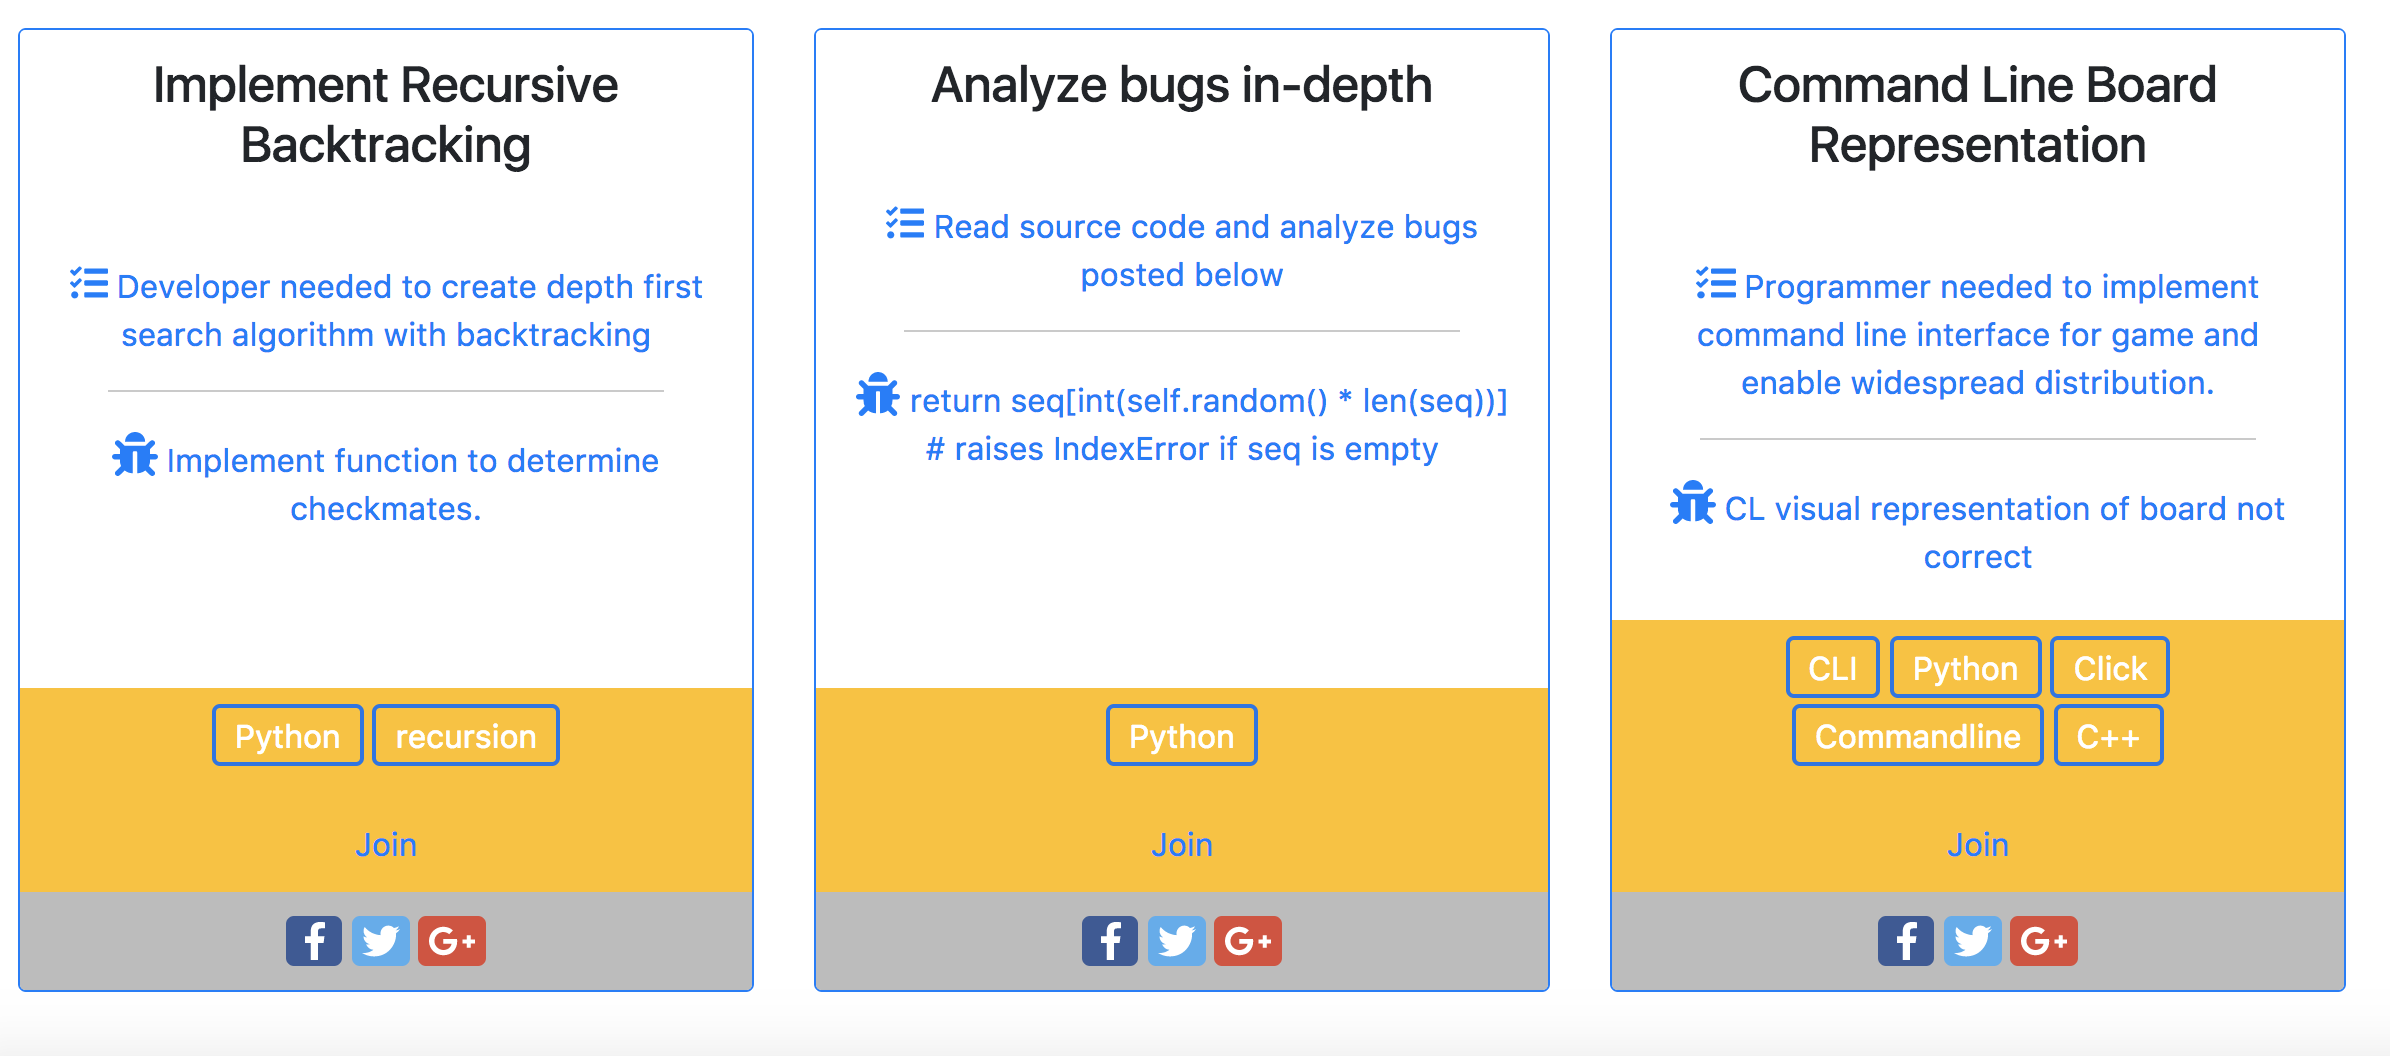 Implement Recursive
Backtracking
Developer needed to create depth first
search algorithm with backtracking
Implement function to determine
checkmates.
Python recursion
Join
f G+
Analyze bugs in-depth
Read source code and analyze bugs
posted below
return seq[int(self.random() * len(seq))]
# raises IndexError if seq is empty
Python
Join
f G+
Command Line Board
Representation
Programmer needed to implement
command line interface for game and
enable widespread distribution.
CL visual representation of board not
correct
CLI Python Click
Commandline C++
Join
f G+